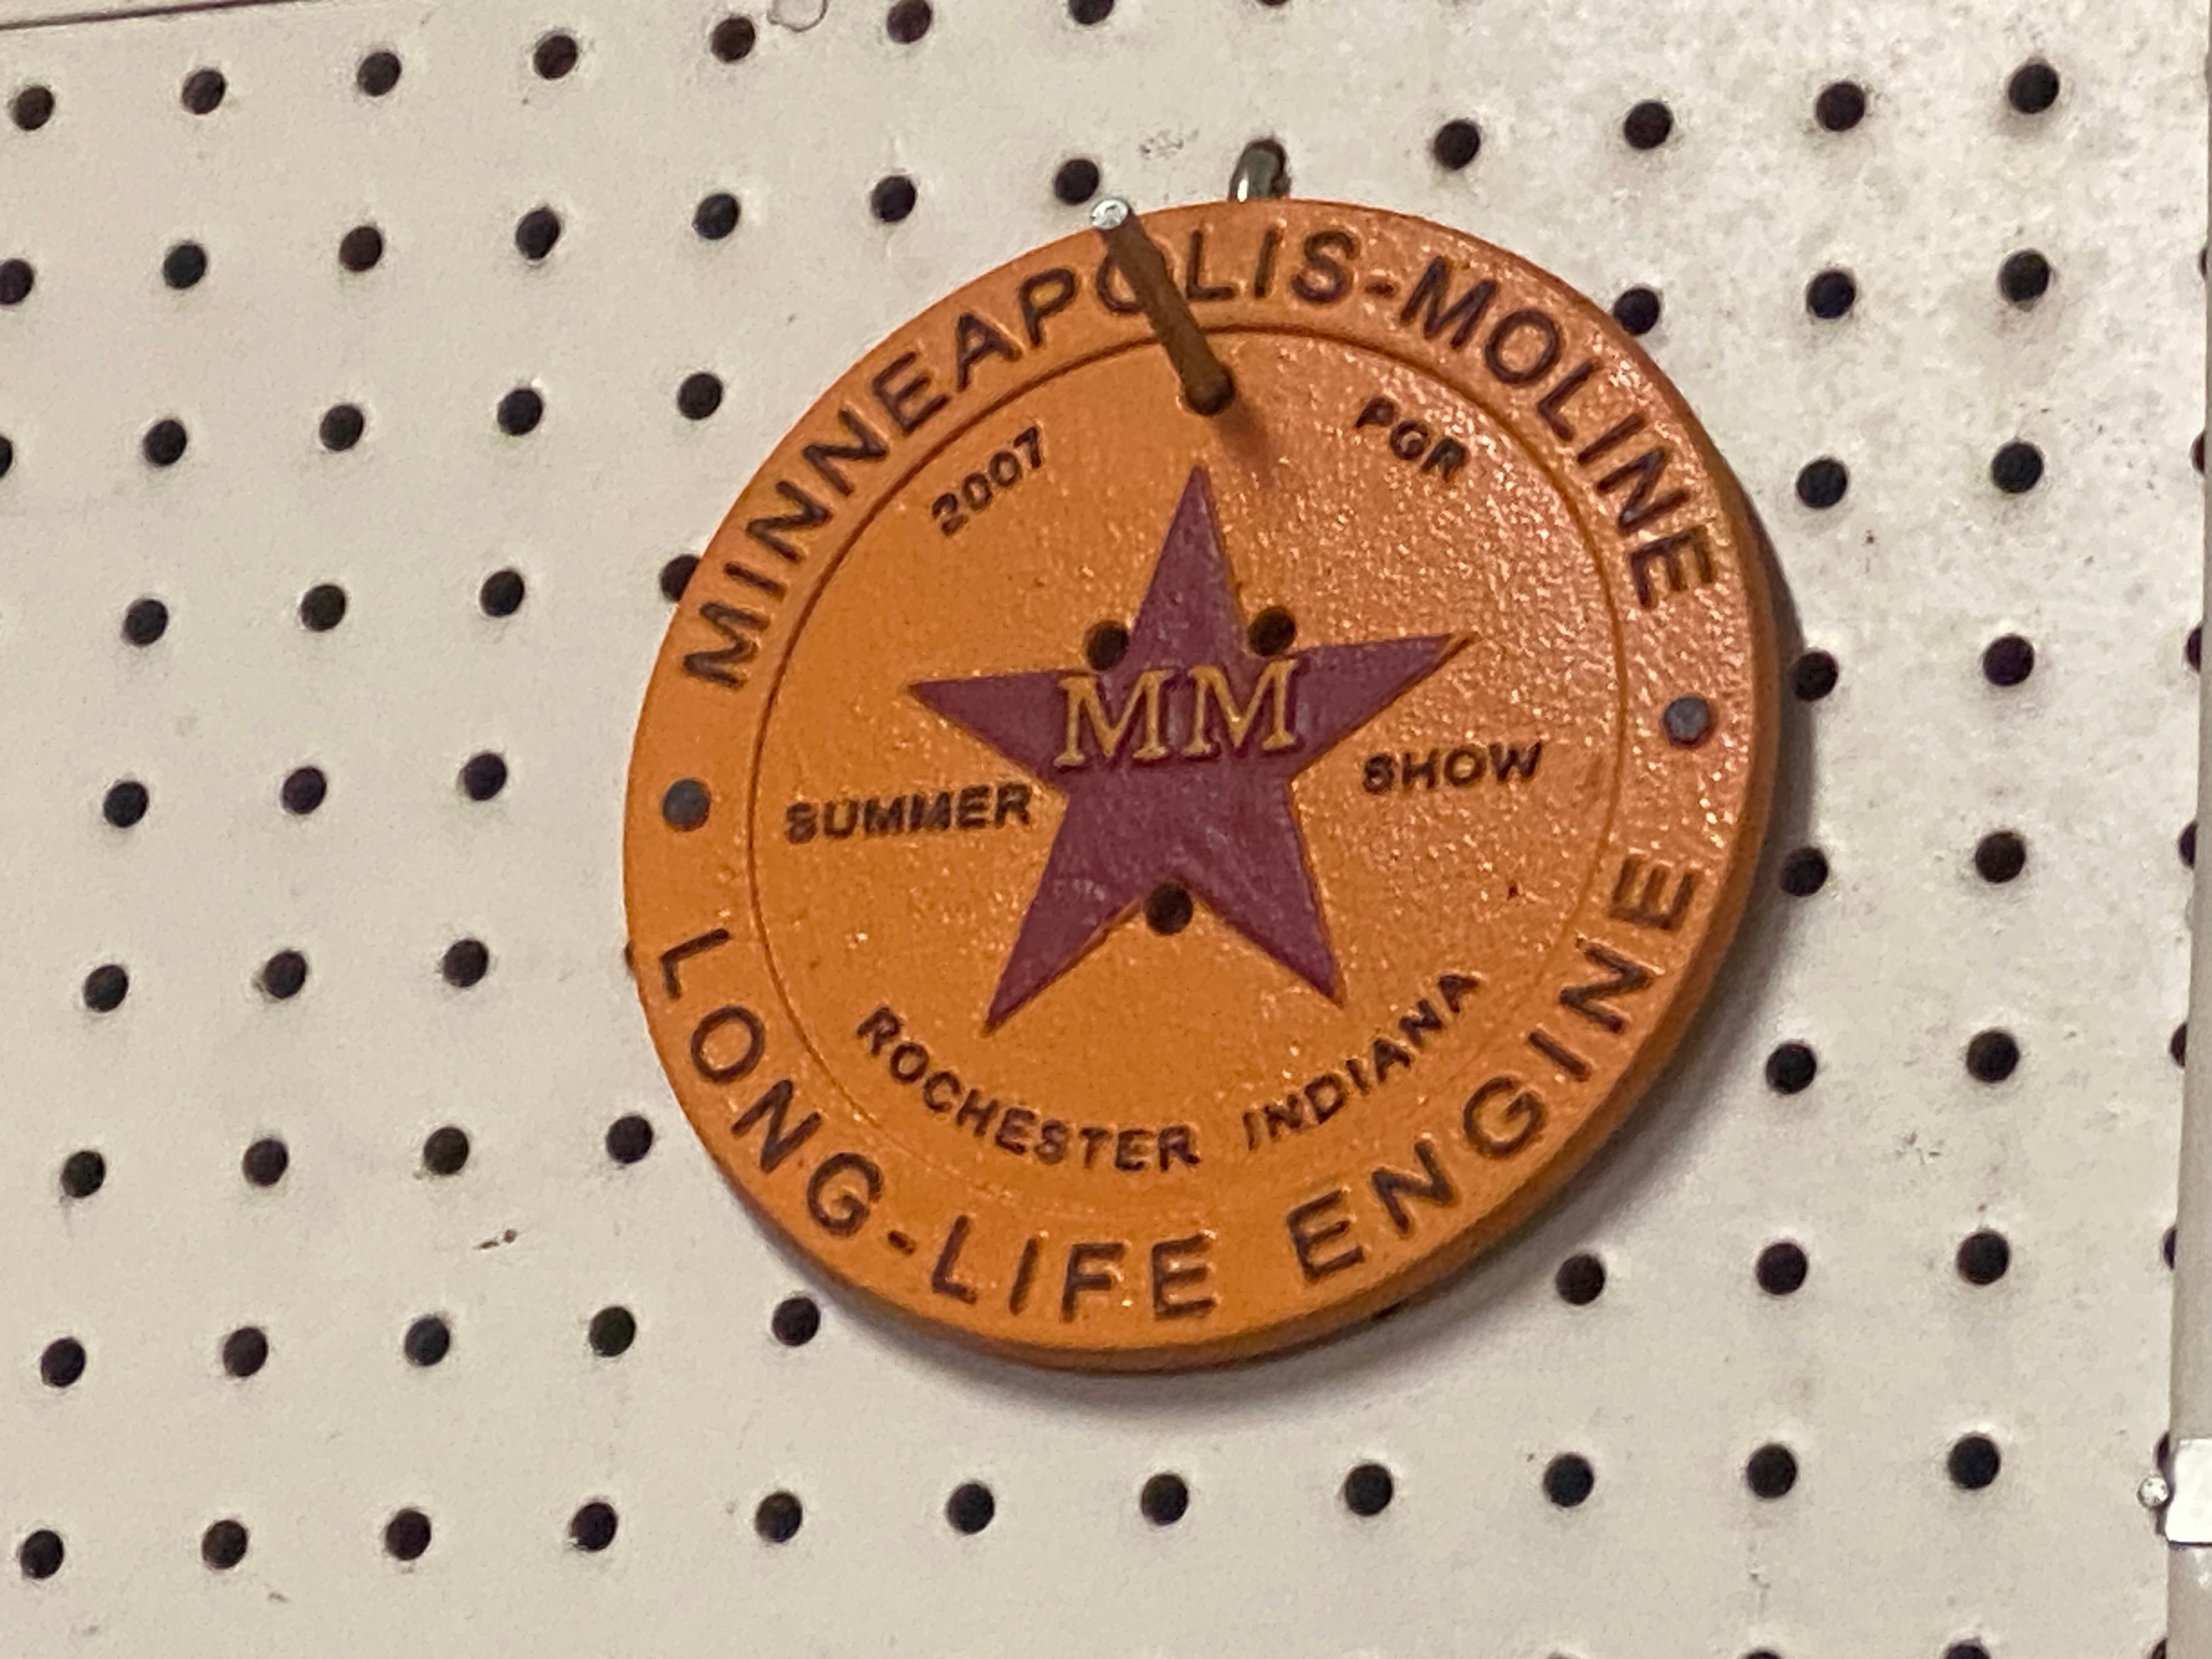 MINNEAPOLIS-MOLINE
2007
PGR
MM
SUMMER
SHOW
ROCHESTER INDIANA
LONG-LIFE ENGINE